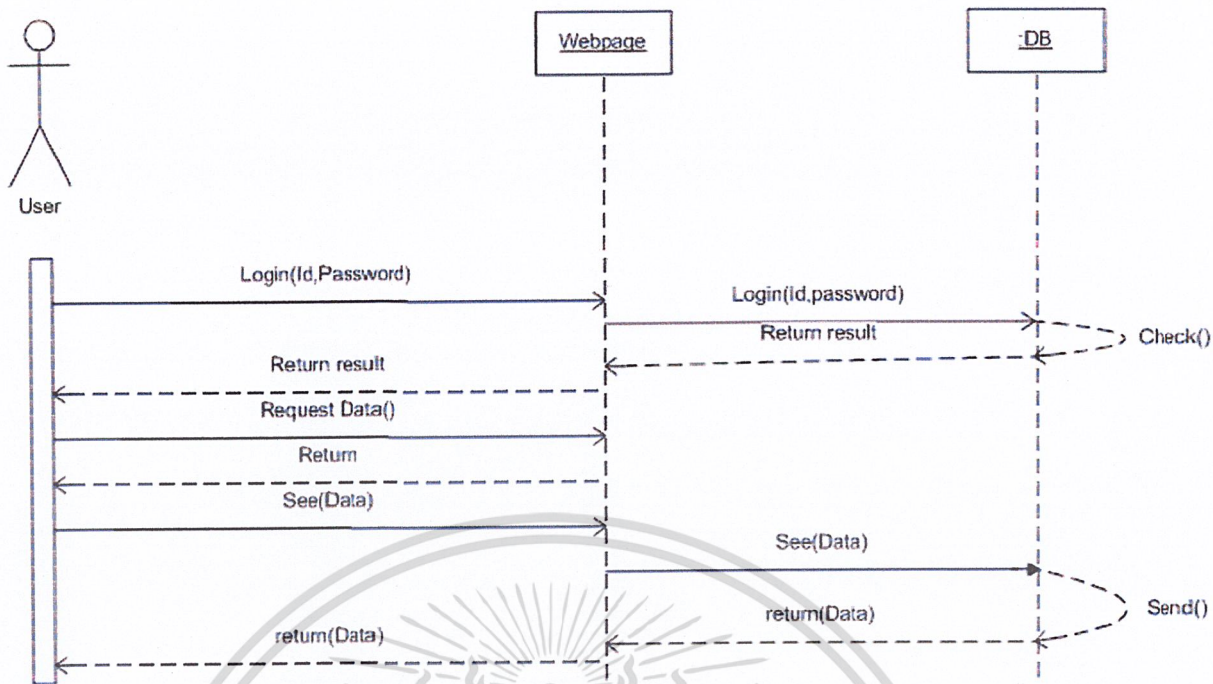 Webpage
:DB
User
Login(Id,Password)
Login(Id,password)
Return result
Check()
Return result
Request Data()
Return
See(Data)
See(Data)
return(Data)
Send()
return(Data)